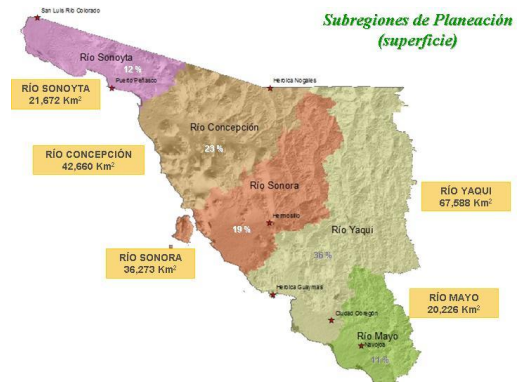 Subregiones de Planeación
(superficie)
San Luis Río Colorado
Río Sonoyta
12 %
Puerto Peñasco
Heroica Nogales
RÍO SONOYTA
21,672 Km²
Río Concepción
23 %
RÍO CONCEPCIÓN
42,660 Km²
Río Sonora
19 %
Hermosillo
RÍO YAQUI
67,588 Km²
Río Yaqui
36 %
RÍO SONORA
36,273 Km²
Heroica Guaymas
RÍO MAYO
20,226 Km²
Ciudad Obregón
Río Mayo
Navojoa
11 %